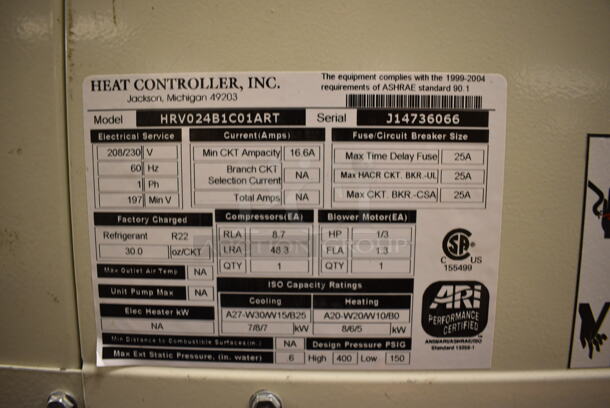 HEAT CONTROLLER, INC.
Jackson, Michigan 49203
The equipment complies with the 1999-2004
requirements of ASHRAE standard 90.1
Model HRV024B1C01ART Serial J14736066
Electrical Service
208/230 V
60 Hz
1 Ph
197 Min V
Current(Amps)
Min CKT Ampacity 16.6A
Branch CKT
Selection Current NA
Total Amps NA
Fuse/Circuit Breaker Size
Max Time Delay Fuse 25A
Max HACR CKT. BKR-UL 25A
Max CKT. BKR.-CSA 25A
Factory Charged
Refrigerant R22
30.0 oz/CKT
Compressors(EA)
RLA 8.7
LRA 48.3
QTY 1
Blower Motor(EA)
HP 1/3
FLA 1.3
QTY 1
Max Outlet Air Temp NA
Unit Pump Max NA
Elec Heater kW
NA
ISO Capacity Ratings
Cooling Heating
A27-W30/W15/B25 A20-W20/W10/B0
7/8/7 kW 8/6/5 kW
Min Distance to Combustible Surfaces(in.) NA
Design Pressure PSIG
Max Ext Static Pressure, (in. water) .6 High 400 Low 150
C US
155499
ARI
PERFORMANCE
CERTIFIED
ANSI/ARI/ASHRAE/ISO
Standard 13256-1